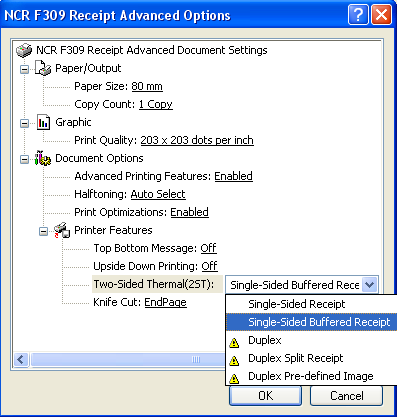 NCR F309 Receipt Advanced Options
NCR F309 Receipt Advanced Document Settings
Paper/Output
Paper Size: 80 mm
Copy Count: 1 Copy
Graphic
Print Quality: 203 x 203 dots per inch
Document Options
Advanced Printing Features: Enabled
Halftoning: Auto Select
Print Optimizations: Enabled
Printer Features
Top Bottom Message: Off
Upside Down Printing: Off
Two-Sided Thermal(2ST): Single-Sided Buffered Rece
Knife Cut: EndPage
Single-Sided Receipt
Single-Sided Buffered Receipt
Duplex
Duplex Split Receipt
Duplex Pre-defined Image
OK Cancel